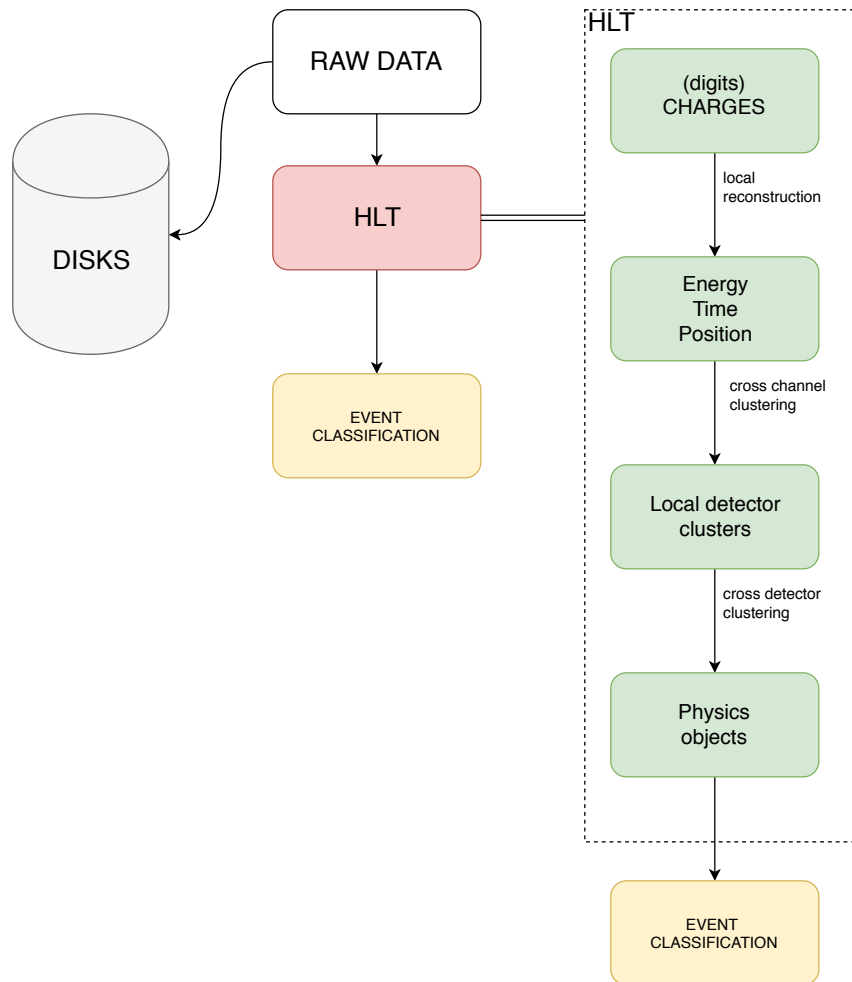 RAW DATA
HLT
DISKS
EVENT
CLASSIFICATION
HLT
(digits)
CHARGES
local
reconstruction
Energy
Time
Position
cross channel
clustering
Local detector
clusters
cross detector
clustering
Physics
objects
EVENT
CLASSIFICATION